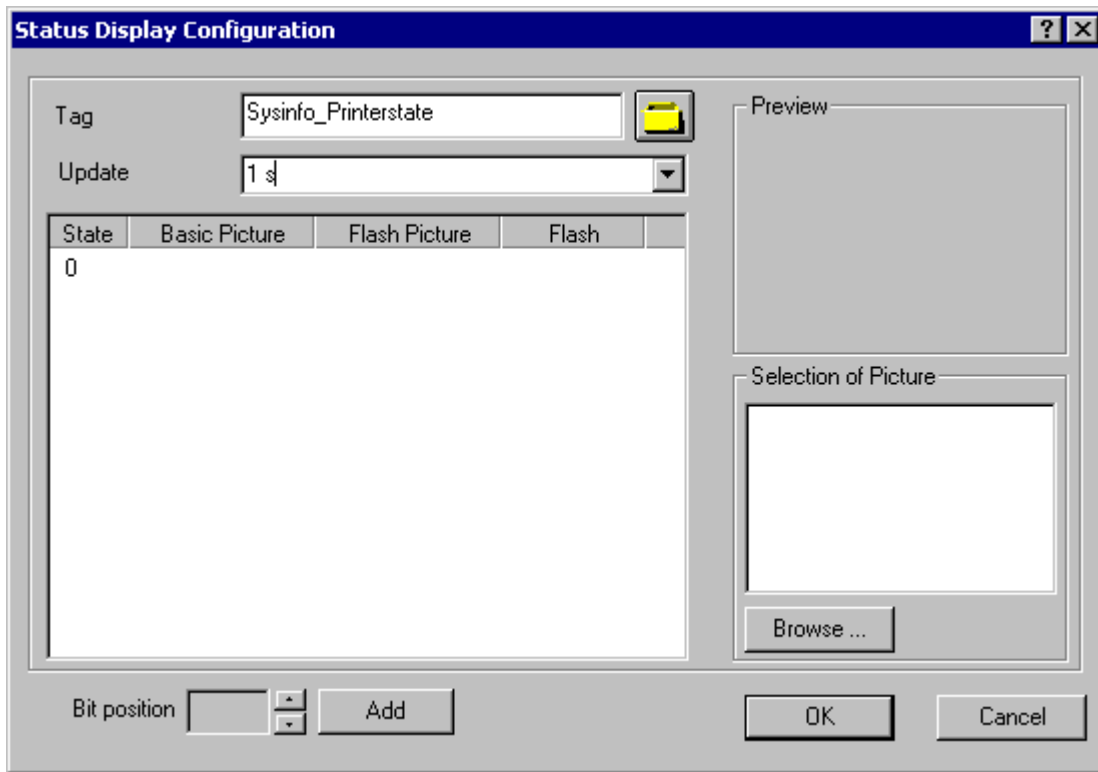 Status Display Configuration
Tag
Sysinfo_Printerstate
Update
1 s
State Basic Picture Flash Picture Flash
0
Preview
Selection of Picture
Browse ...
Bit position
Add
OK
Cancel